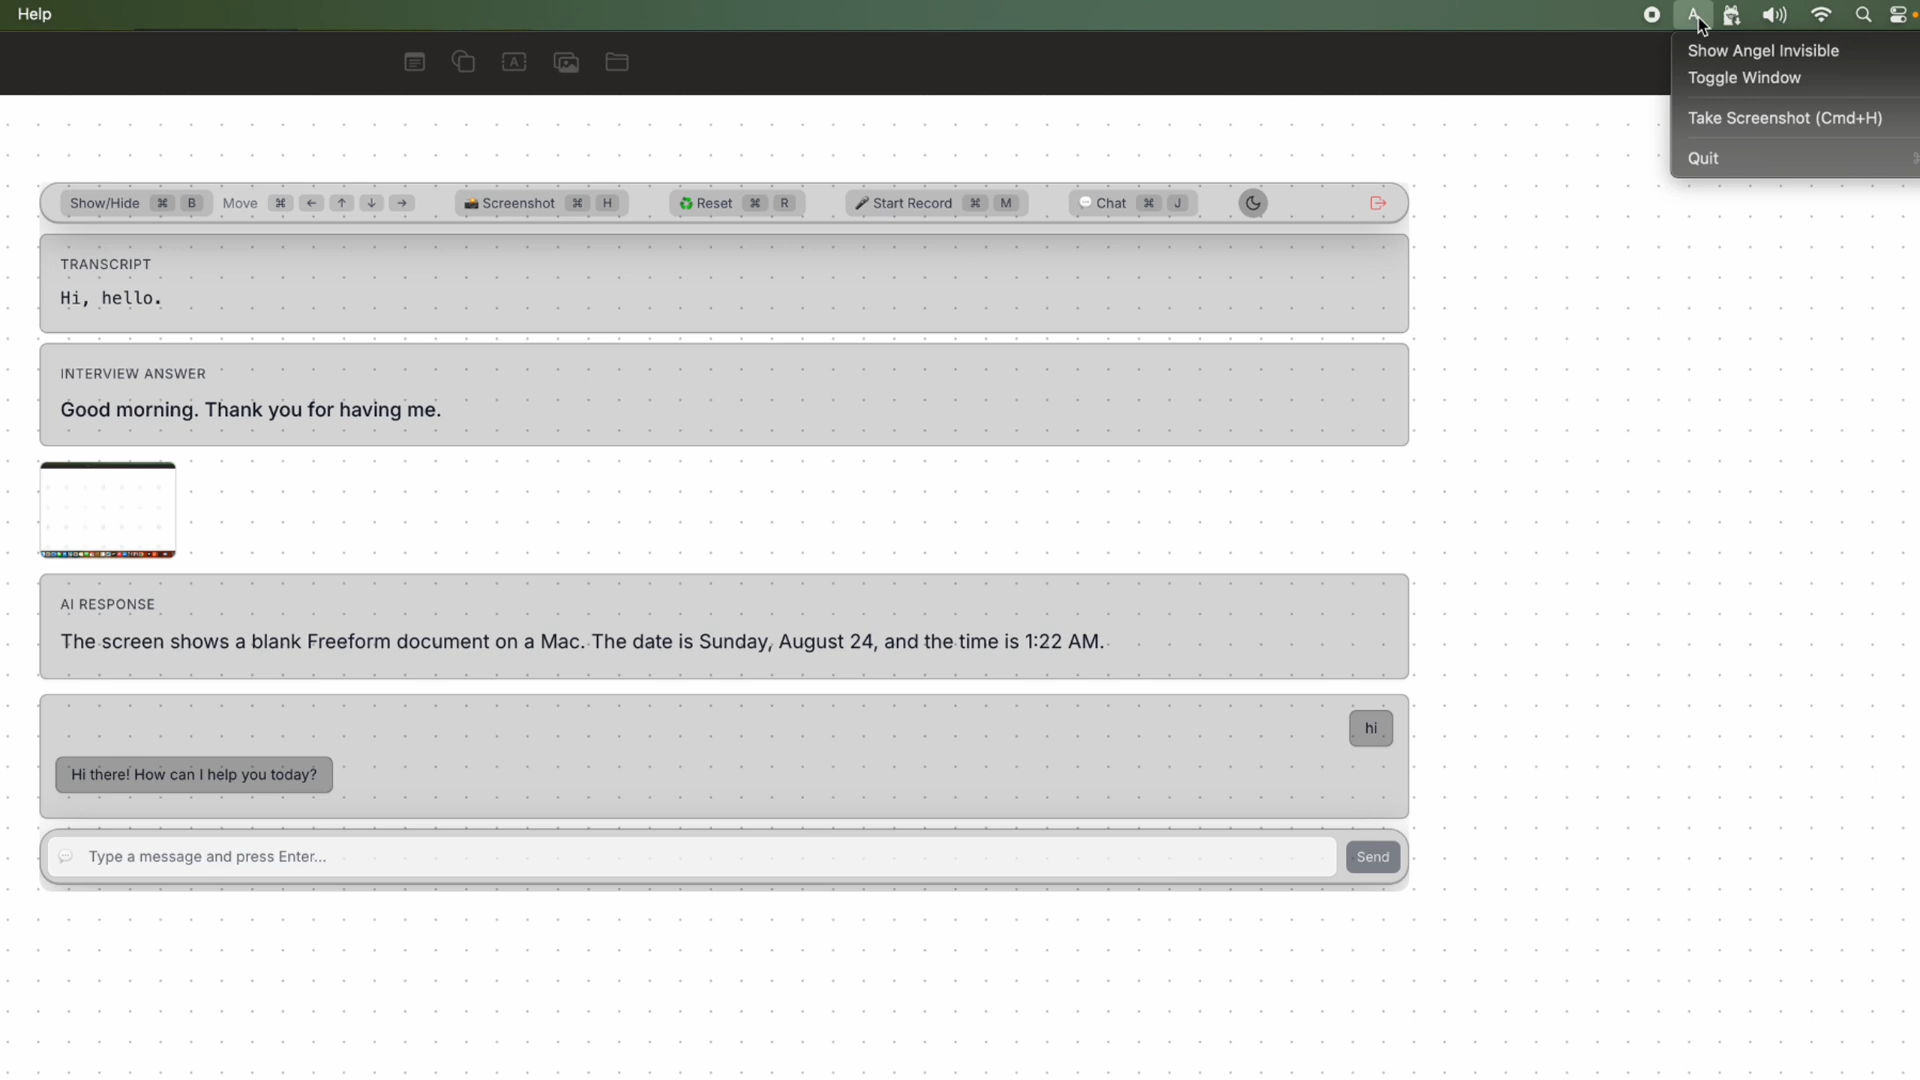 Help
A
Show Angel Invisible
Toggle Window
Take Screenshot (Cmd+H)
Quit
Show/Hide ⌘ B Move ⌘ ← ↑ ↓ → 📸 Screenshot ⌘ H ♻️ Reset ⌘ R 🎤 Start Record ⌘ M 💬 Chat ⌘ J
TRANSCRIPT
Hi, hello.
INTERVIEW ANSWER
Good morning. Thank you for having me.
AI RESPONSE
The screen shows a blank Freeform document on a Mac. The date is Sunday, August 24, and the time is 1:22 AM.
hi
Hi there! How can I help you today?
💬 Type a message and press Enter...
Send